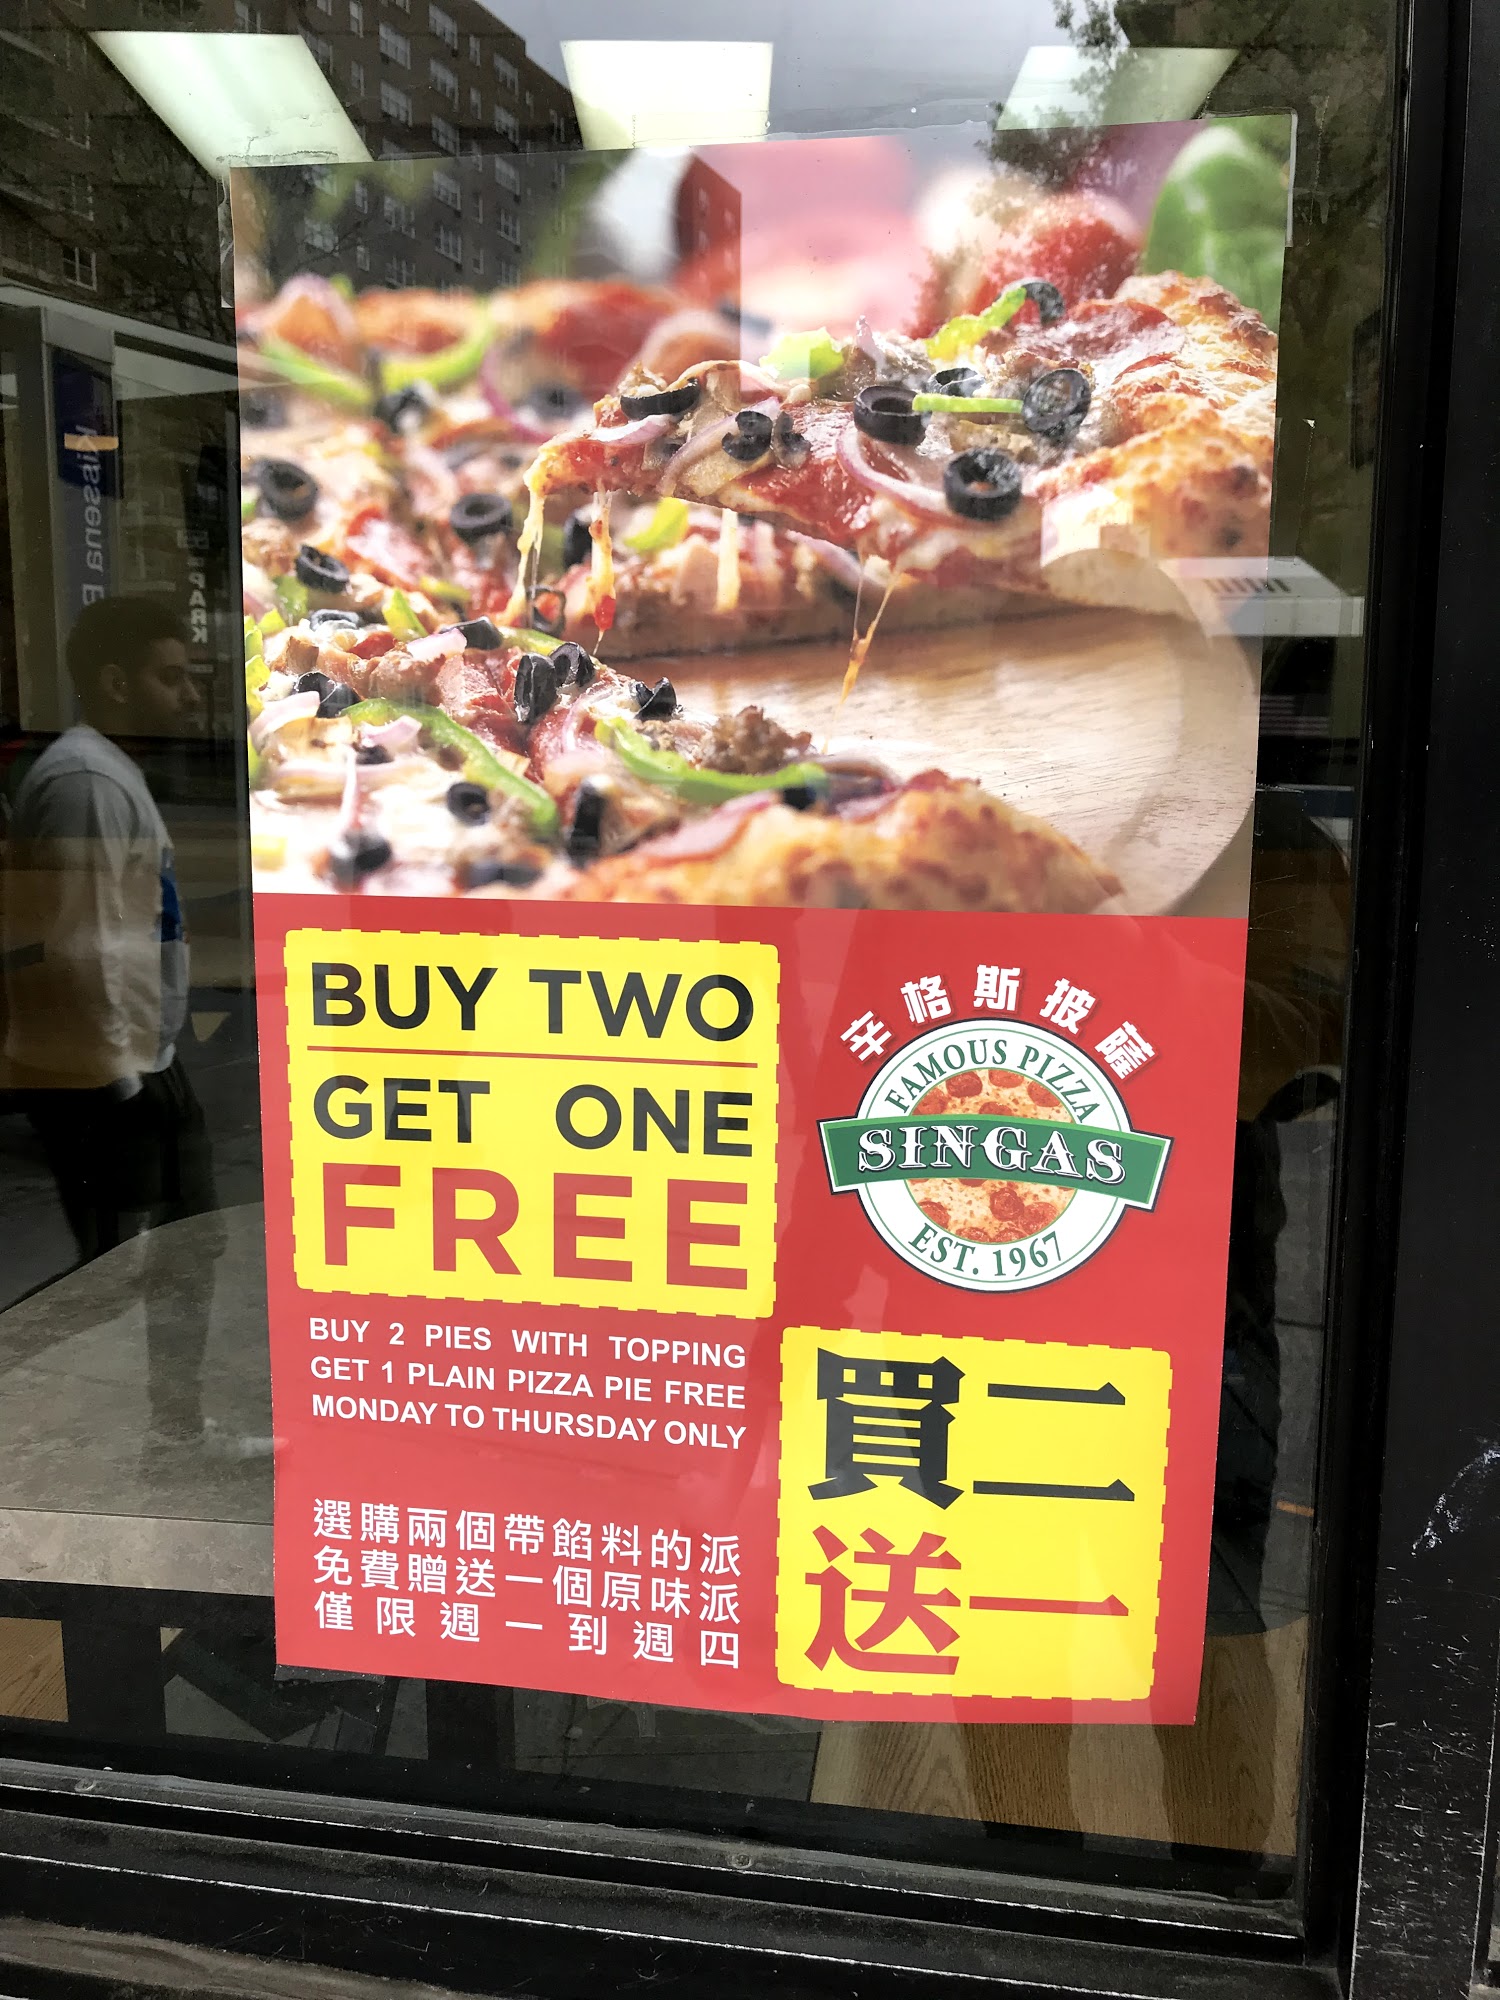 BUY TWO
GET ONE
FREE
辛格斯披薩
FAMOUS PIZZA
SINGAS
EST. 1967
BUY 2 PIES WITH TOPPING
GET 1 PLAIN PIZZA PIE FREE
MONDAY TO THURSDAY ONLY
買二
送一
選購兩個帶餡料的派
免費贈送一個原味派
僅限週一到週四
Kissena
PARK